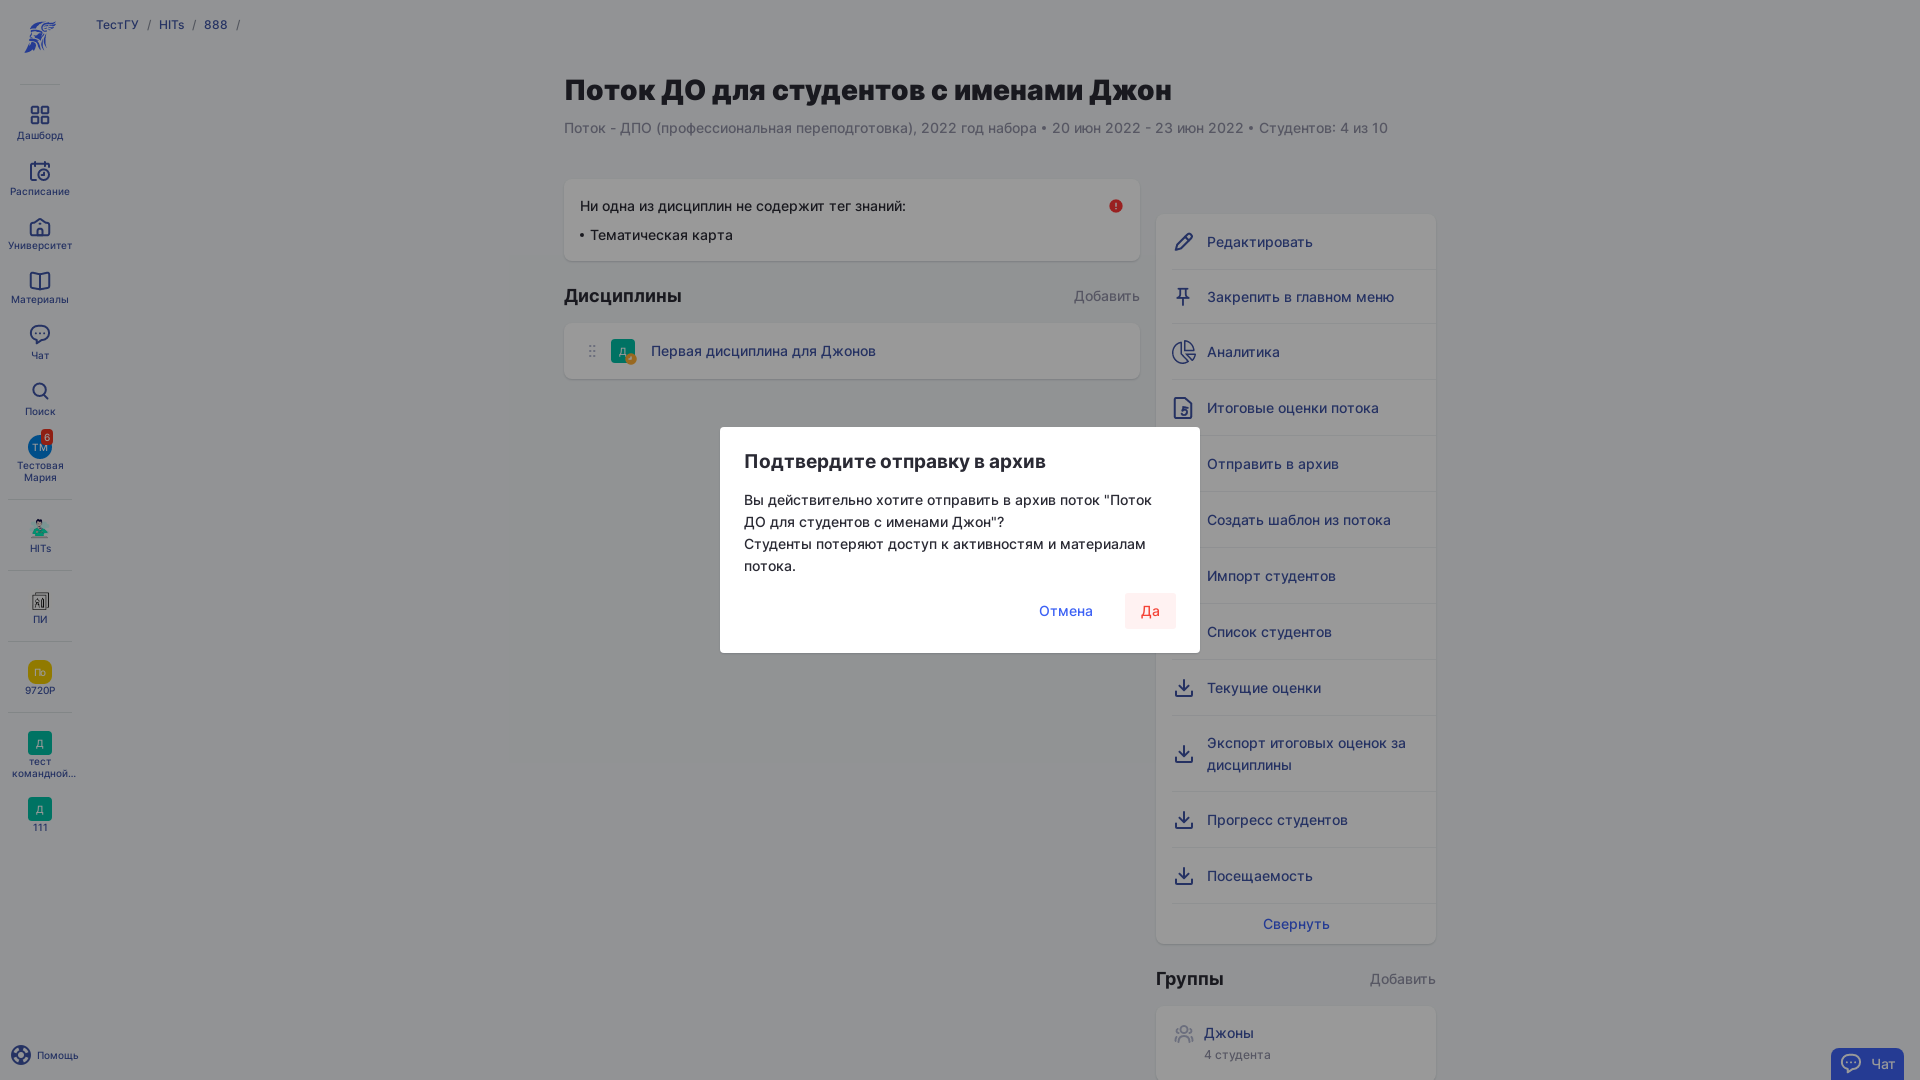 ТестГУ / HITs / 888 /
Дашборд
Расписание
Университет
Материалы
Чат
Поиск
ТМ 6
Тестовая
Мария
HITs
ПИ
По
9720Р
Д
тест
командной...
Д
111
Помощь
Поток ДО для студентов с именами Джон
Поток - ДПО (профессиональная переподготовка), 2022 год набора • 20 июн 2022 - 23 июн 2022 • Студентов: 4 из 10
Ни одна из дисциплин не содержит тег знаний:
• Тематическая карта
Дисциплины Добавить
Д Первая дисциплина для Джонов
Подтвердите отправку в архив
Вы действительно хотите отправить в архив поток "Поток
ДО для студентов с именами Джон"?
Студенты потеряют доступ к активностям и материалам
потока.
Отмена Да
Редактировать
Закрепить в главном меню
Аналитика
Итоговые оценки потока
Отправить в архив
Создать шаблон из потока
Импорт студентов
Список студентов
Текущие оценки
Экспорт итоговых оценок за
дисциплины
Прогресс студентов
Посещаемость
Свернуть
Группы Добавить
Джоны
4 студента
Чат